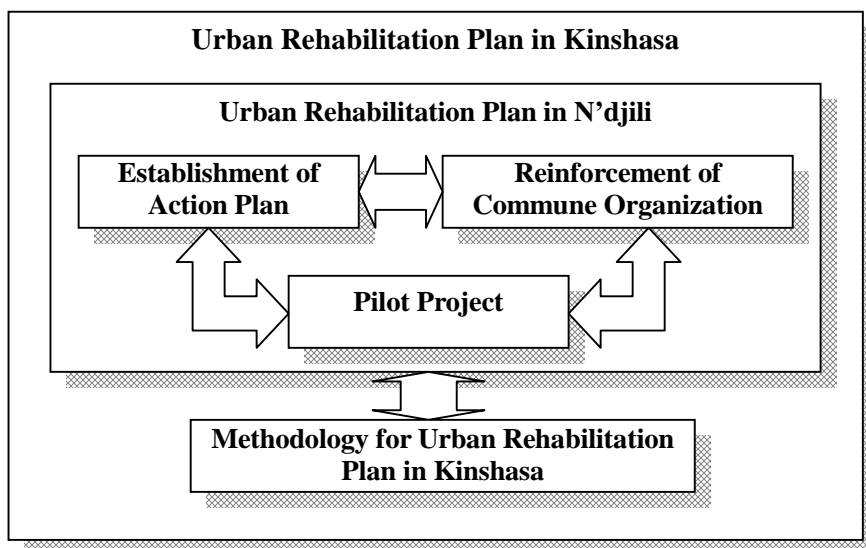 Urban Rehabilitation Plan in Kinshasa
Urban Rehabilitation Plan in N’djili
Establishment of
Action Plan
Reinforcement of
Commune Organization
Pilot Project
Methodology for Urban Rehabilitation
Plan in Kinshasa